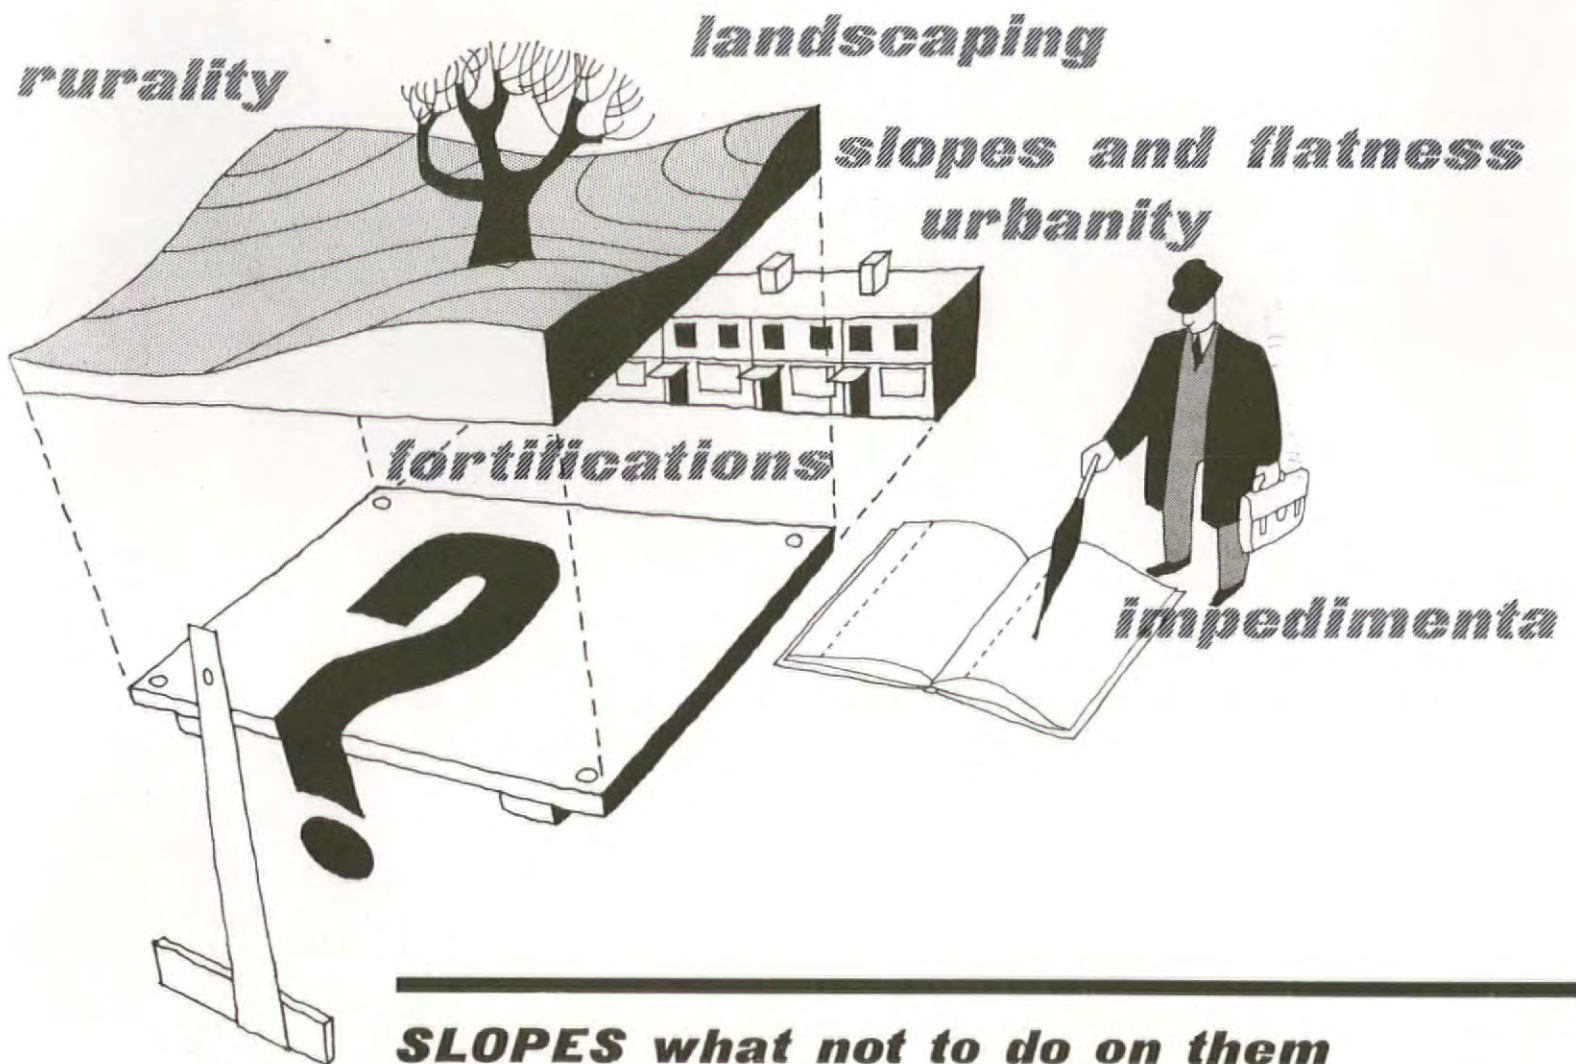 rurality
landscaping
slopes and flatness
urbanity
fortifications
impedimenta
SLOPES what not to do on them